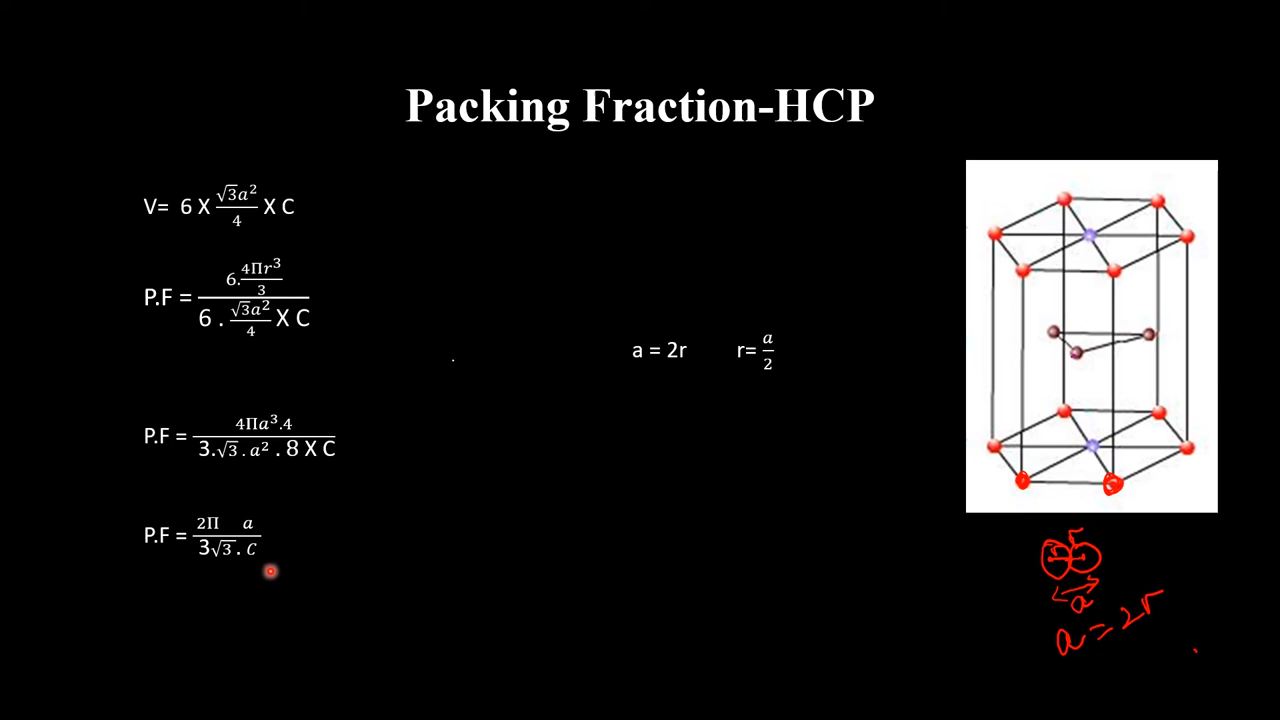 Packing Fraction-HCP
V= 6 X √3a²/4 X C
P.F = 6.4Πr³/3 / 6 . √3a²/4 X C
a = 2r r= a/2
P.F = 4Πa³.4 / 3.√3.a² . 8 X C
P.F = 2Π a / 3√3. C
r r
a
a = 2r